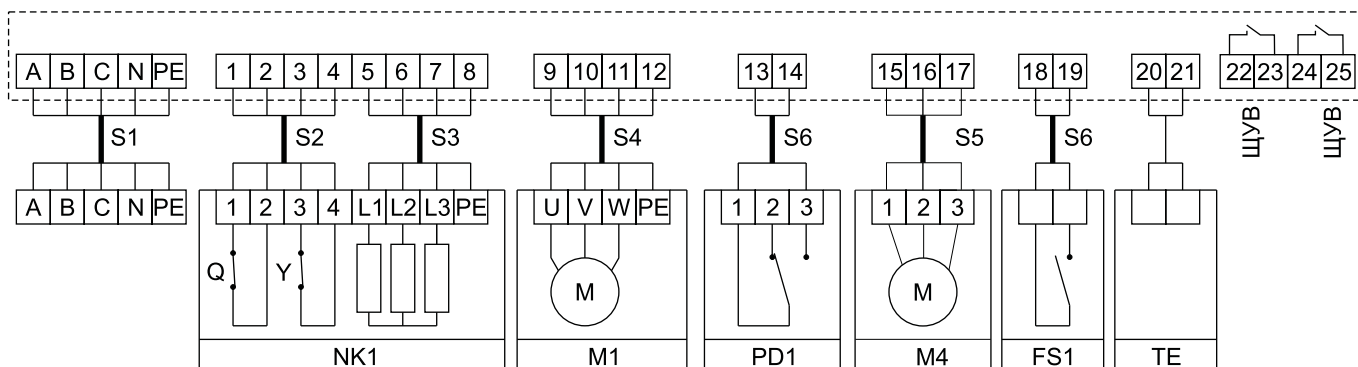 A B C N PE 1 2 3 4 5 6 7 8 9 10 11 12 13 14 15 16 17 18 19 20 21 22 23 24 25
S1 S2 S3 S4 S6 S5 S6 ЩУВ ЩУВ
A B C N PE 1 2 3 4 L1 L2 L3 PE U V W PE 1 2 3 1 2 3
Q Y M M
NK1 M1 PD1 M4 FS1 TE